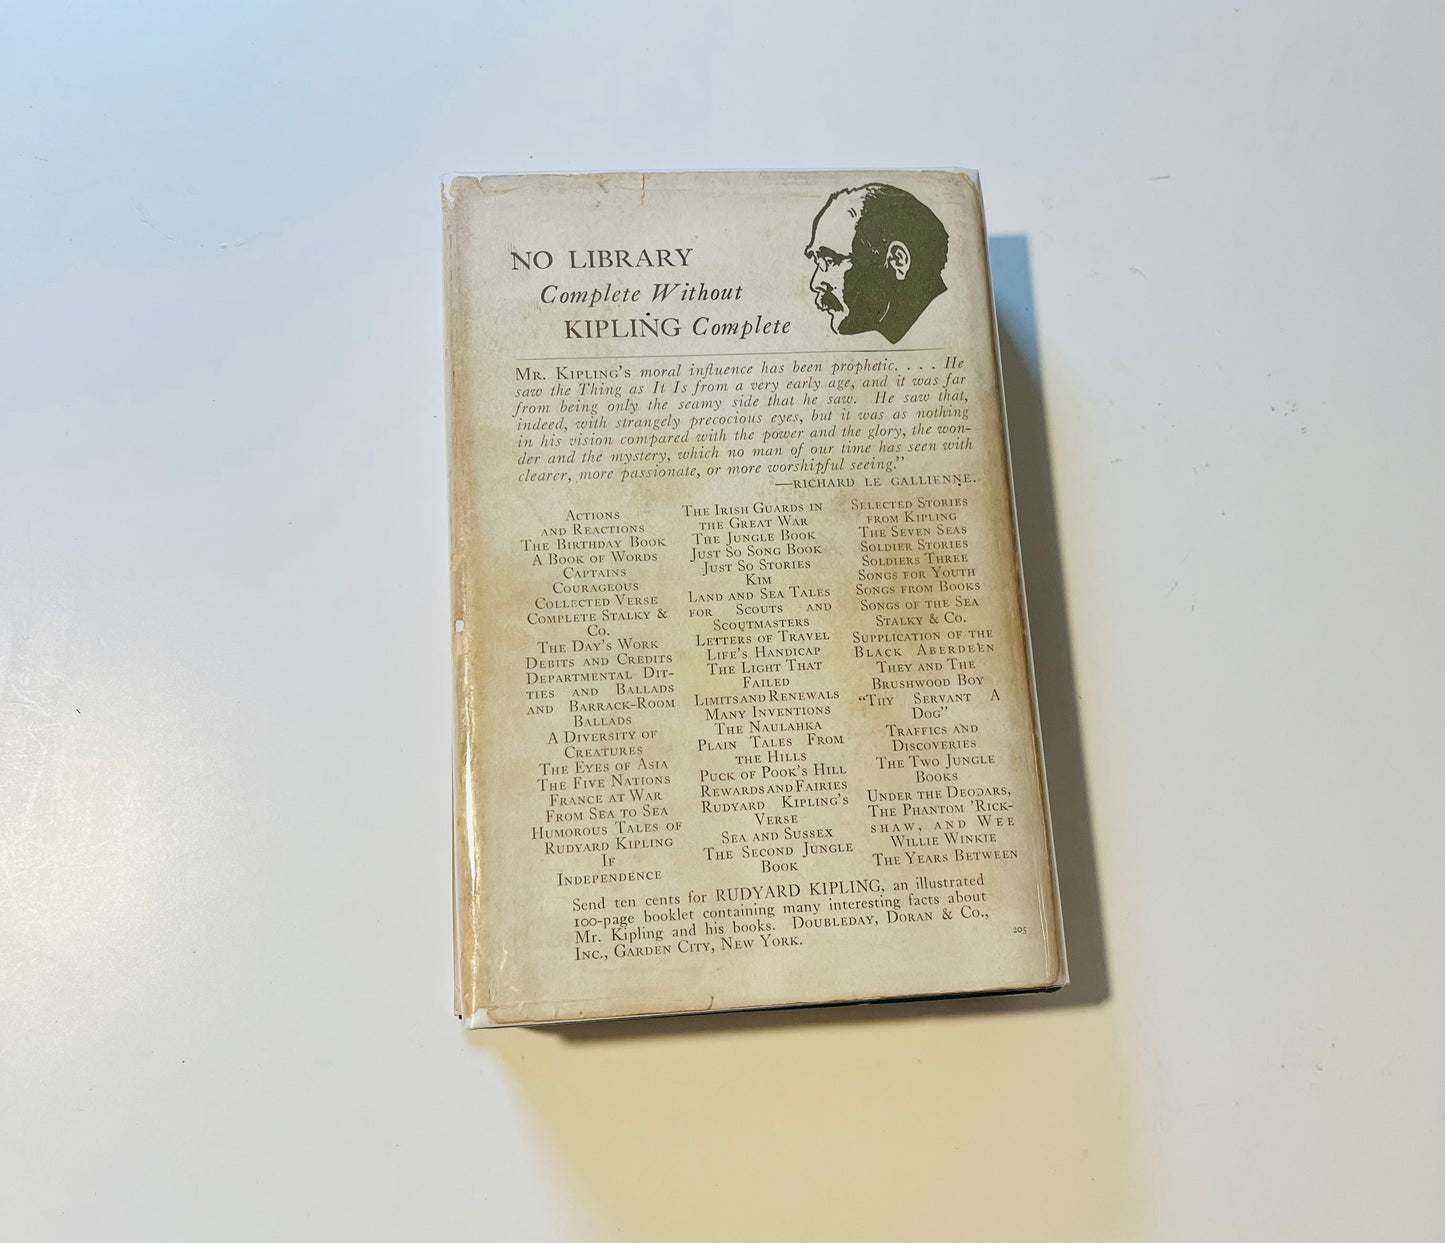 NO LIBRARY
Complete Without
KIPLING Complete
MR. KIPLING'S moral influence has been prophetic. . . . He
saw the Thing as It Is from a very early age, and it was far
from being only the seamy side that he saw. He saw that,
indeed, with strangely precocious eyes, but it was as nothing
in his vision compared with the power and the glory, the won-
der and the mystery, which no man of our time has seen with
clearer, more passionate, or more worshipful seeing."
—RICHARD LE GALLIENNE.
ACTIONS
AND REACTIONS
THE BIRTHDAY BOOK
A BOOK OF WORDS
CAPTAINS
COURAGEOUS
COLLECTED VERSE
COMPLETE STALKY &
CO.
THE DAY'S WORK
DEBITS AND CREDITS
DEPARTMENTAL DIT-
TIES AND BALLADS
AND BARRACK-ROOM
BALLADS
A DIVERSITY OF
CREATURES
THE EYES OF ASIA
THE FIVE NATIONS
FRANCE AT WAR
FROM SEA TO SEA
HUMOROUS TALES OF
RUDYARD KIPLING
IF
INDEPENDENCE
THE IRISH GUARDS IN
THE GREAT WAR
THE JUNGLE BOOK
JUST SO SONG BOOK
JUST SO STORIES
KIM
LAND AND SEA TALES
FOR SCOUTS AND
SCOUTMASTERS
LETTERS OF TRAVEL
LIFE'S HANDICAP
THE LIGHT THAT
FAILED
LIMITS AND RENEWALS
MANY INVENTIONS
THE NAULAHKA
PLAIN TALES FROM
THE HILLS
PUCK OF POOK'S HILL
REWARDS AND FAIRIES
RUDYARD KIPLING'S
VERSE
SEA AND SUSSEX
THE SECOND JUNGLE
BOOK
SELECTED STORIES
FROM KIPLING
THE SEVEN SEAS
SOLDIER STORIES
SOLDIERS THREE
SONGS FOR YOUTH
SONGS FROM BOOKS
SONGS OF THE SEA
STALKY & CO.
SUPPLICATION OF THE
BLACK ABERDEEN
THEY AND THE
BRUSHWOOD BOY
"THY SERVANT A
DOG"
TRAFFICS AND
DISCOVERIES
THE TWO JUNGLE
BOOKS
UNDER THE DEODARS,
THE PHANTOM 'RICK-
SHAW, AND WEE
WILLIE WINKIE
THE YEARS BETWEEN
Send ten cents for RUDYARD KIPLING, an illustrated
100-page booklet containing many interesting facts about
Mr. Kipling and his books. DOUBLEDAY, DORAN & CO.,
INC., GARDEN CITY, NEW YORK.
205